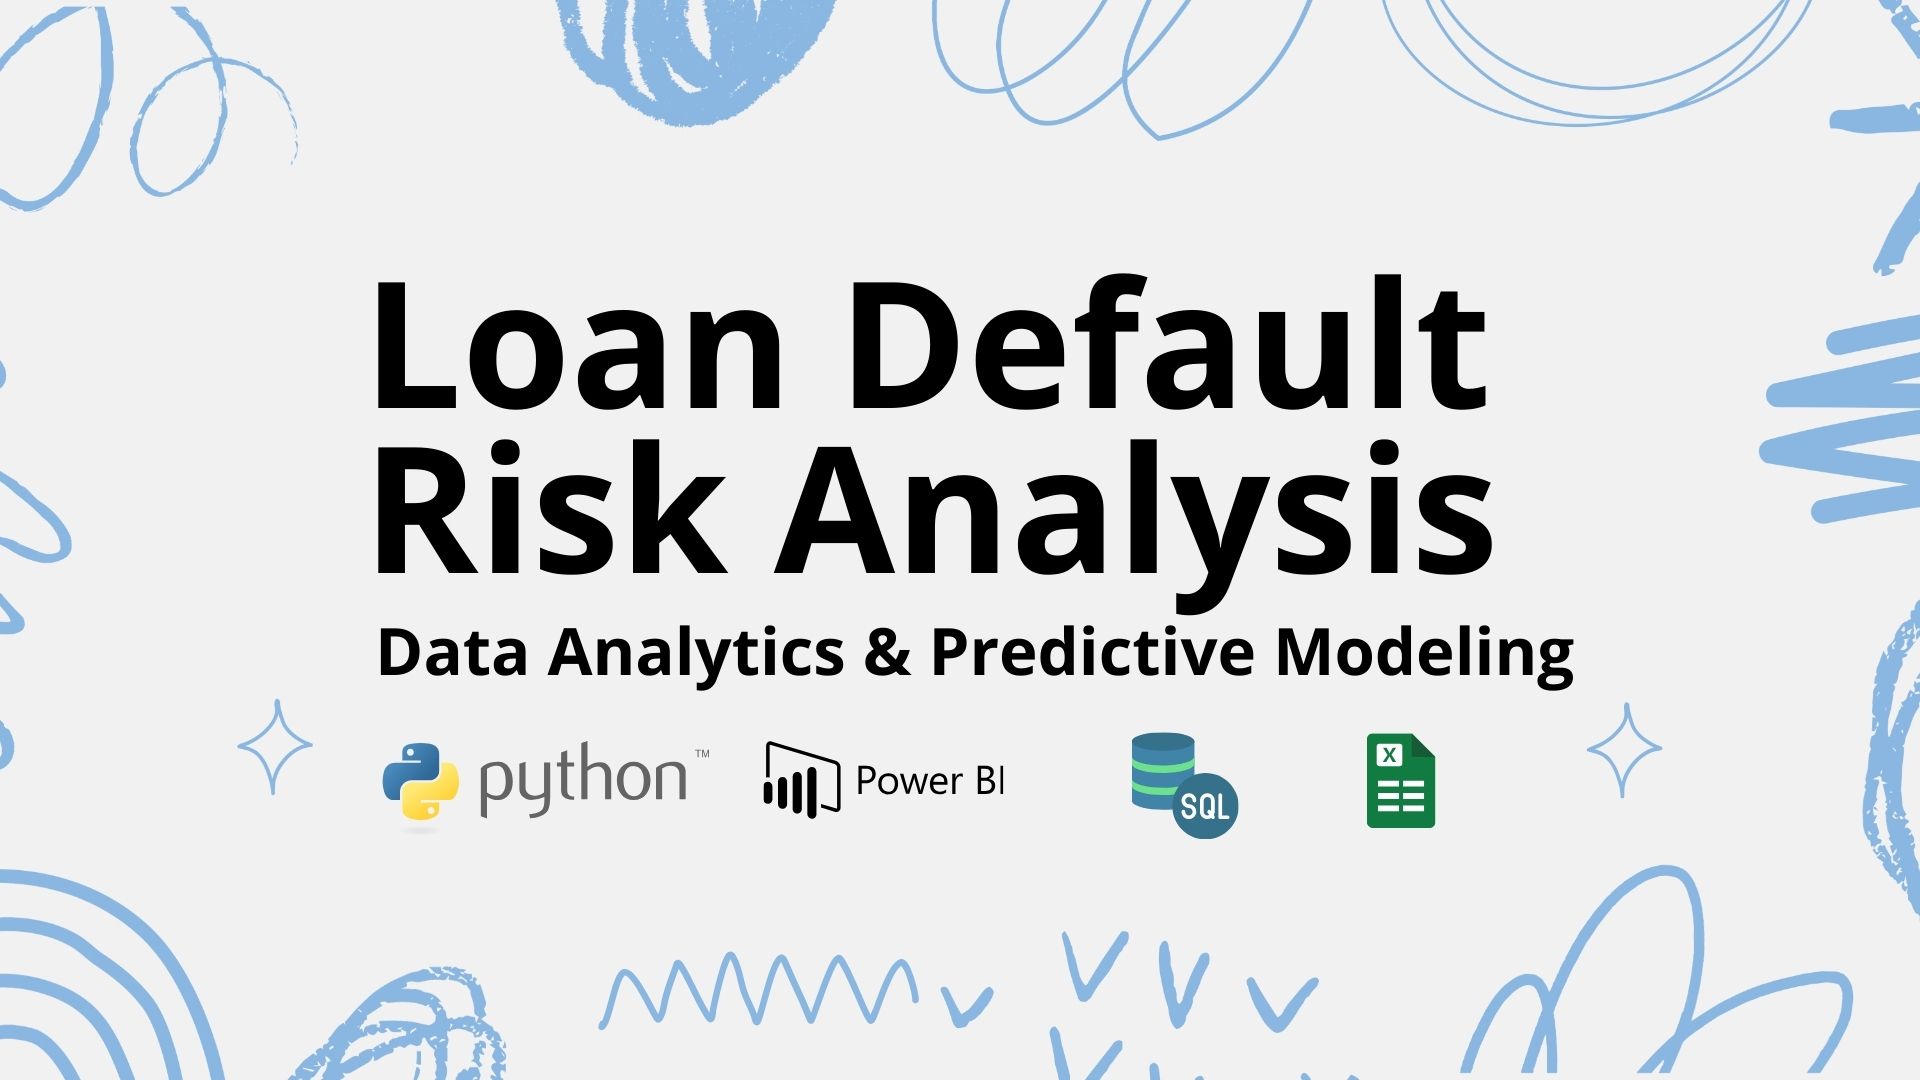 Loan Default
Risk Analysis
Data Analytics & Predictive Modeling
python™ Power BI SQL X